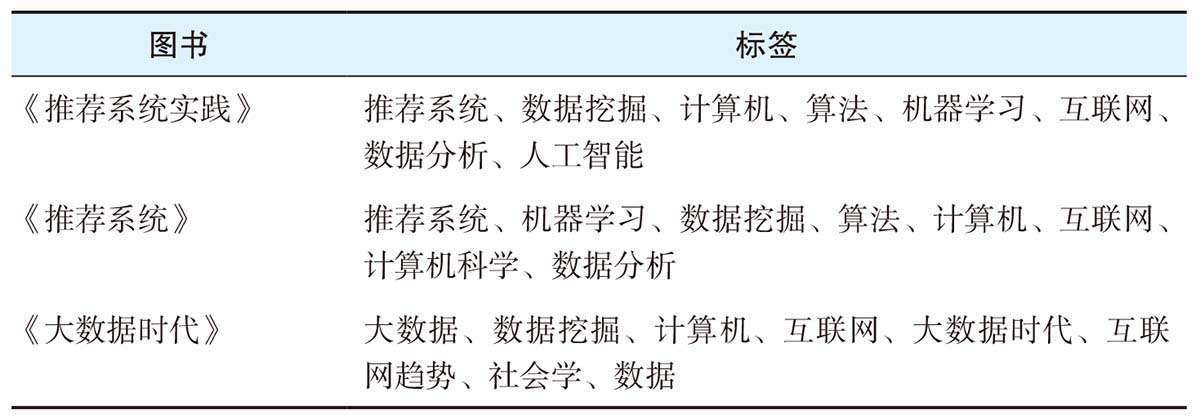 图书 标签
《推荐系统实践》 推荐系统、数据挖掘、计算机、算法、机器学习、互联网、
数据分析、人工智能
《推荐系统》 推荐系统、机器学习、数据挖掘、算法、计算机、互联网、
计算机科学、数据分析
《大数据时代》 大数据、数据挖掘、计算机、互联网、大数据时代、互联
网趋势、社会学、数据